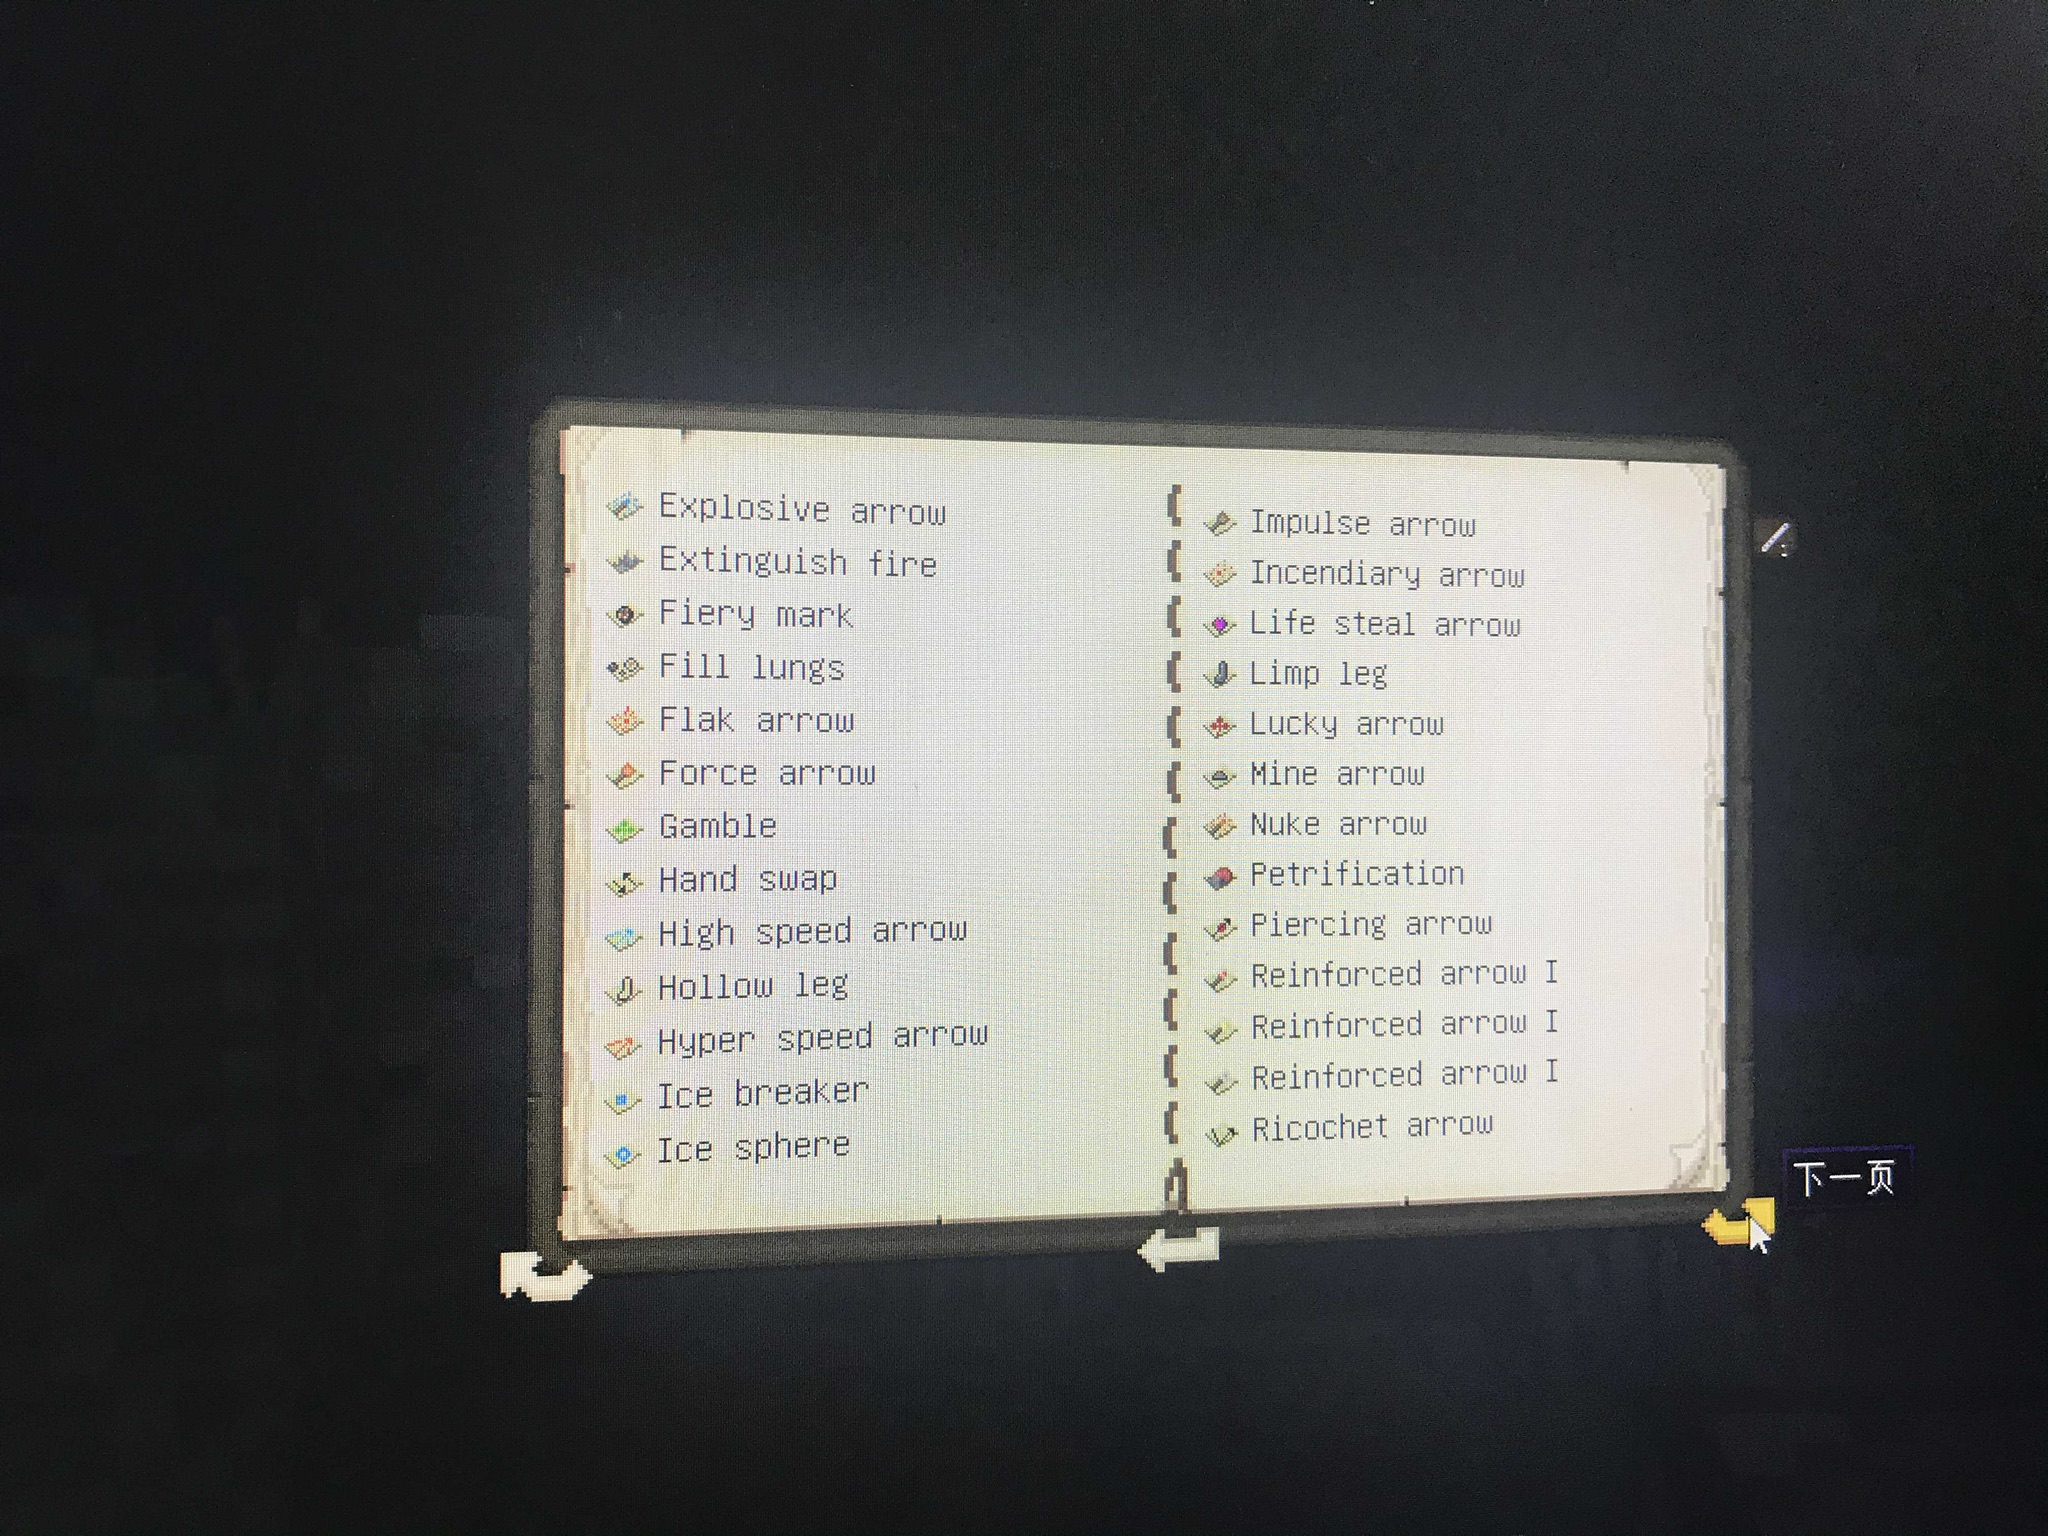 Explosive arrow
Extinguish fire
Fiery mark
Fill lungs
Flak arrow
Force arrow
Gamble
Hand swap
High speed arrow
Hollow leg
Hyper speed arrow
Ice breaker
Ice sphere
Impulse arrow
Incendiary arrow
Life steal arrow
Limp leg
Lucky arrow
Mine arrow
Nuke arrow
Petrification
Piercing arrow
Reinforced arrow I
Reinforced arrow I
Reinforced arrow I
Ricochet arrow
下一页